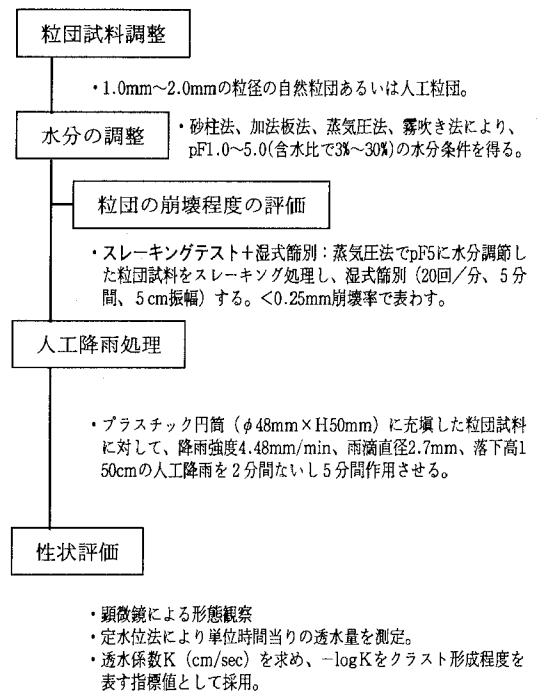 粒団試料調整
・1.0mm～2.0mmの粒径の自然粒団あるいは人工粒団。
水分の調整
・砂柱法、加法板法、蒸気圧法、霧吹き法により、
pF1.0～5.0(含水比で3%～30%)の水分条件を得る。
粒団の崩壊程度の評価
・スレーキングテスト＋湿式篩別：蒸気圧法でpF5に水分調節し
た粒団試料をスレーキング処理し、湿式篩別（20回／分、５分
間、５cm振幅）する。＜0.25mm崩壊率で表わす。
人工降雨処理
・プラスチック円筒（φ48mm×H50mm）に充塡した粒団試料
に対して、降雨強度4.48mm/min、雨滴直径2.7mm、落下高1
50cmの人工降雨を２分間ないし５分間作用させる。
性状評価
・顕微鏡による形態観察
・定水位法により単位時間当りの透水量を測定。
・透水係数K（cm/sec）を求め、－logKをクラスト形成程度を
表す指標値として採用。